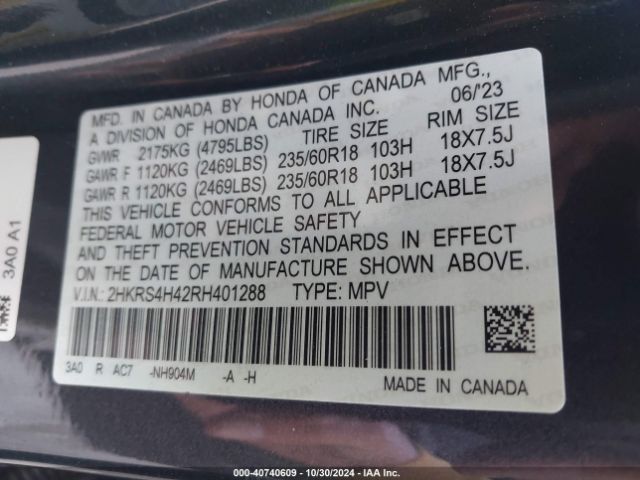 MFD. IN CANADA BY HONDA OF CANADA MFG.,
A DIVISION OF HONDA CANADA INC. 06/'23
GVWR 2175KG (4795LBS) TIRE SIZE RIM SIZE
GAWR F 1120KG (2469LBS) 235/60R18 103H 18X7.5J
GAWR R 1120KG (2469LBS) 235/60R18 103H 18X7.5J
THIS VEHICLE CONFORMS TO ALL APPLICABLE
FEDERAL MOTOR VEHICLE SAFETY
AND THEFT PREVENTION STANDARDS IN EFFECT
ON THE DATE OF MANUFACTURE SHOWN ABOVE.
V.I.N.: 2HKRS4H42RH401288 TYPE: MPV
3A0 R AC7 -NH904M -A -H
MADE IN CANADA
3A0 A1
000-40740609 - 10/30/2024 - IAA Inc.